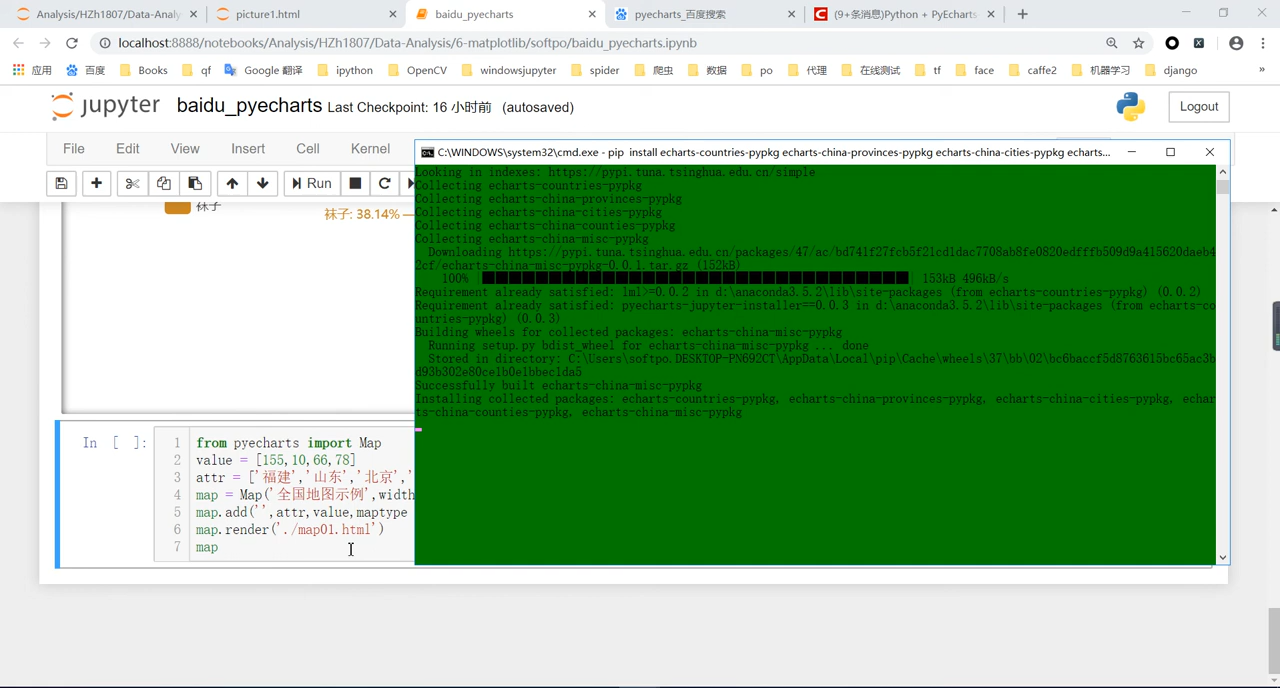 Analysis/HZh1807/Data-Analy
picture1.html
baidu_pyecharts
pyecharts_百度搜索
(9+条消息)Python + PyEcharts
localhost:8888/notebooks/Analysis/HZh1807/Data-Analysis/6-matplotlib/softpo/baidu_pyecharts.ipynb
应用 百度 Books qf Google 翻译 ipython OpenCV windowsjupyter spider 爬虫 数据 po 代理 在线测试 tf face caffe2 机器学习 django »
jupyter baidu_pyecharts Last Checkpoint: 16 小时前 (autosaved) Logout
File Edit View Insert Cell Kernel
Run
袜子
袜子: 38.14%
C:\WINDOWS\system32\cmd.exe - pip install echarts-countries-pypkg echarts-china-provinces-pypkg echarts-china-cities-pypkg echarts...
Looking in indexes: https://pypi.tuna.tsinghua.edu.cn/simple
Collecting echarts-countries-pypkg
Collecting echarts-china-provinces-pypkg
Collecting echarts-china-cities-pypkg
Collecting echarts-china-counties-pypkg
Collecting echarts-china-misc-pypkg
Downloading https://pypi.tuna.tsinghua.edu.cn/packages/47/ac/bd741f27fcb5f21cd1dac7708ab8fe0820edfffb509d9a415620daeb4
2cf/echarts-china-misc-pypkg-0.0.1.tar.gz (152kB)
100% 153kB 496kB/s
Requirement already satisfied: lml>=0.0.2 in d:\anaconda3.5.2\lib\site-packages (from echarts-countries-pypkg) (0.0.2)
Requirement already satisfied: pyecharts-jupyter-installer==0.0.3 in d:\anaconda3.5.2\lib\site-packages (from echarts-co
untries-pypkg) (0.0.3)
Building wheels for collected packages: echarts-china-misc-pypkg
Running setup.py bdist_wheel for echarts-china-misc-pypkg ... done
Stored in directory: C:\Users\softpo.DESKTOP-PN692CT\AppData\Local\pip\Cache\wheels\37\bb\02\bc6baccf5d8763615bc65ac3b
d93b302e80ce1b0e1bbec1da5
Successfully built echarts-china-misc-pypkg
Installing collected packages: echarts-countries-pypkg, echarts-china-provinces-pypkg, echarts-china-cities-pypkg, echar
ts-china-counties-pypkg, echarts-china-misc-pypkg
In [ ]:
1 from pyecharts import Map
2 value = [155,10,66,78]
3 attr = ['福建','山东','北京','
4 map = Map('全国地图示例',width
5 map.add('',attr,value,maptype
6 map.render('./map01.html')
7 map